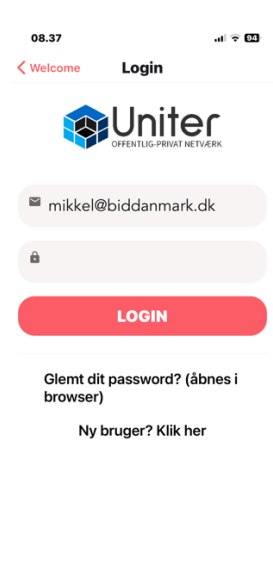 08.37
94
Welcome
Login
Uniter
OFFENTLIG-PRIVAT NETVÆRK
mikkel@biddanmark.dk
LOGIN
Glemt dit password? (åbnes i
browser)
Ny bruger? Klik her